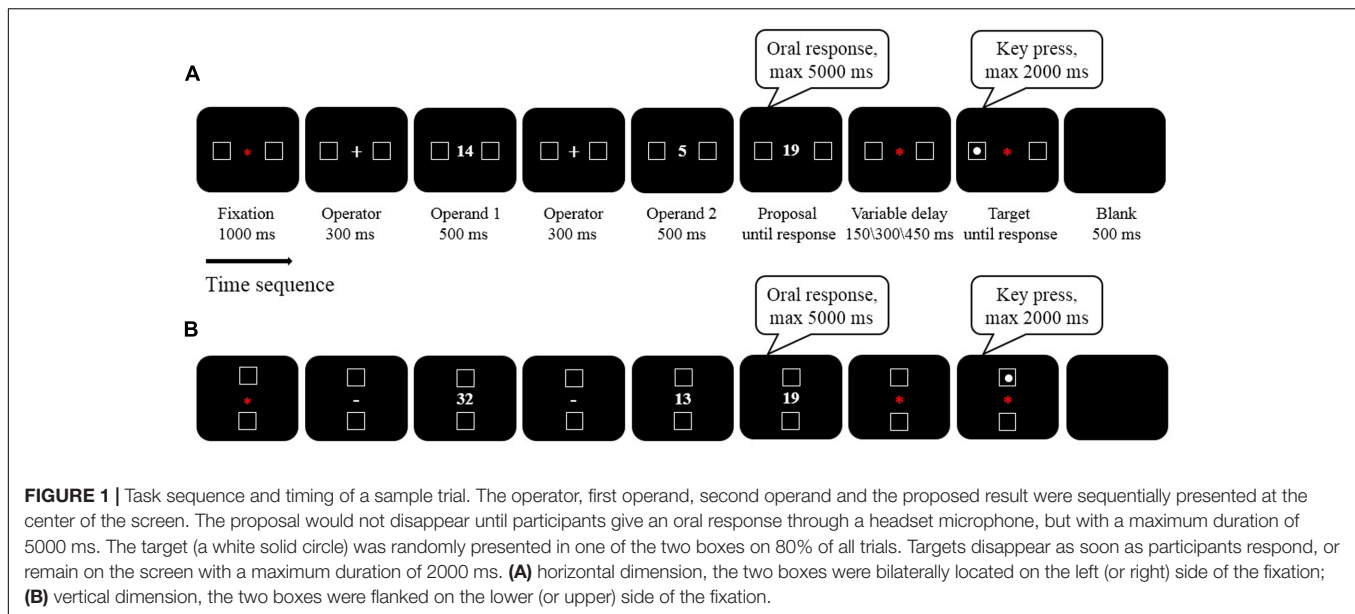 Oral response,
max 5000 ms
Key press,
max 2000 ms
A
* + 14 + 5 19 * *
Fixation
1000 ms
Operator
300 ms
Operand 1
500 ms
Operator
300 ms
Operand 2
500 ms
Proposal
until response
Variable delay
150\300\450 ms
Target
until response
Blank
500 ms
Time sequence
Oral response,
max 5000 ms
Key press,
max 2000 ms
B
* - 32 - 13 19 * *
FIGURE 1 | Task sequence and timing of a sample trial. The operator, first operand, second operand and the proposed result were sequentially presented at the
center of the screen. The proposal would not disappear until participants give an oral response through a headset microphone, but with a maximum duration of
5000 ms. The target (a white solid circle) was randomly presented in one of the two boxes on 80% of all trials. Targets disappear as soon as participants respond, or
remain on the screen with a maximum duration of 2000 ms. (A) horizontal dimension, the two boxes were bilaterally located on the left (or right) side of the fixation;
(B) vertical dimension, the two boxes were flanked on the lower (or upper) side of the fixation.